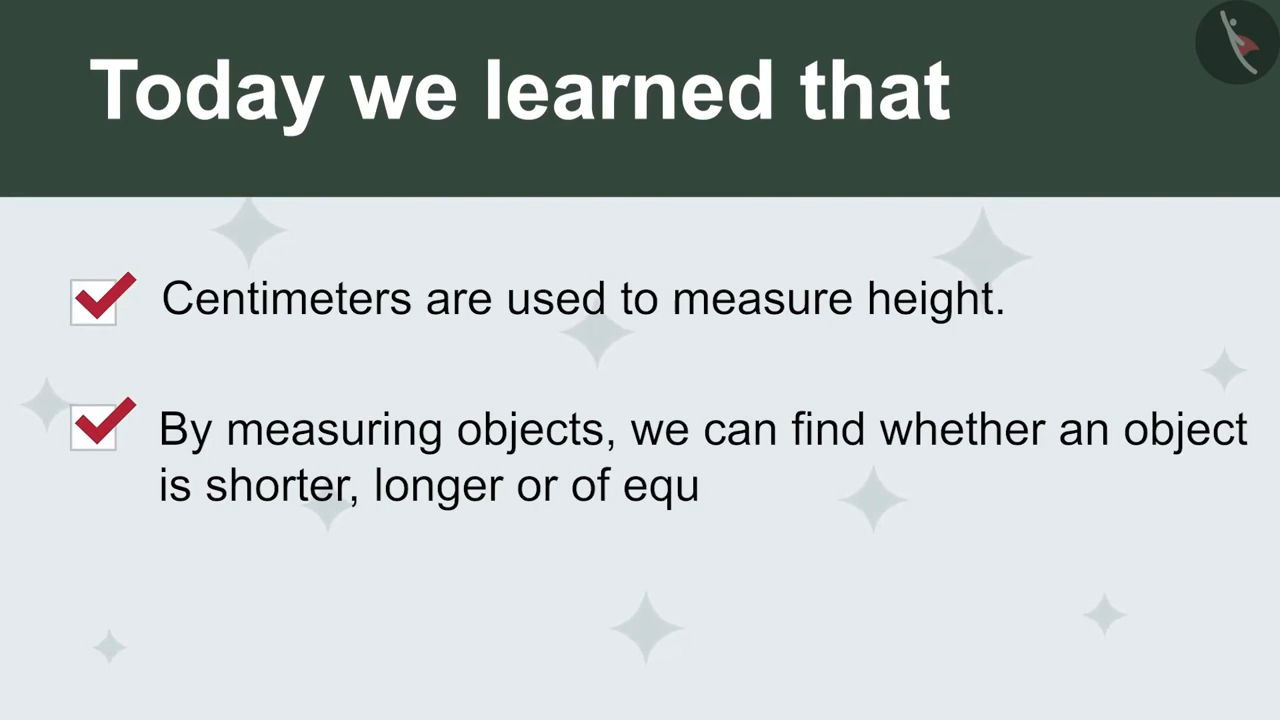 Today we learned that
Centimeters are used to measure height.
By measuring objects, we can find whether an object
is shorter, longer or of equ